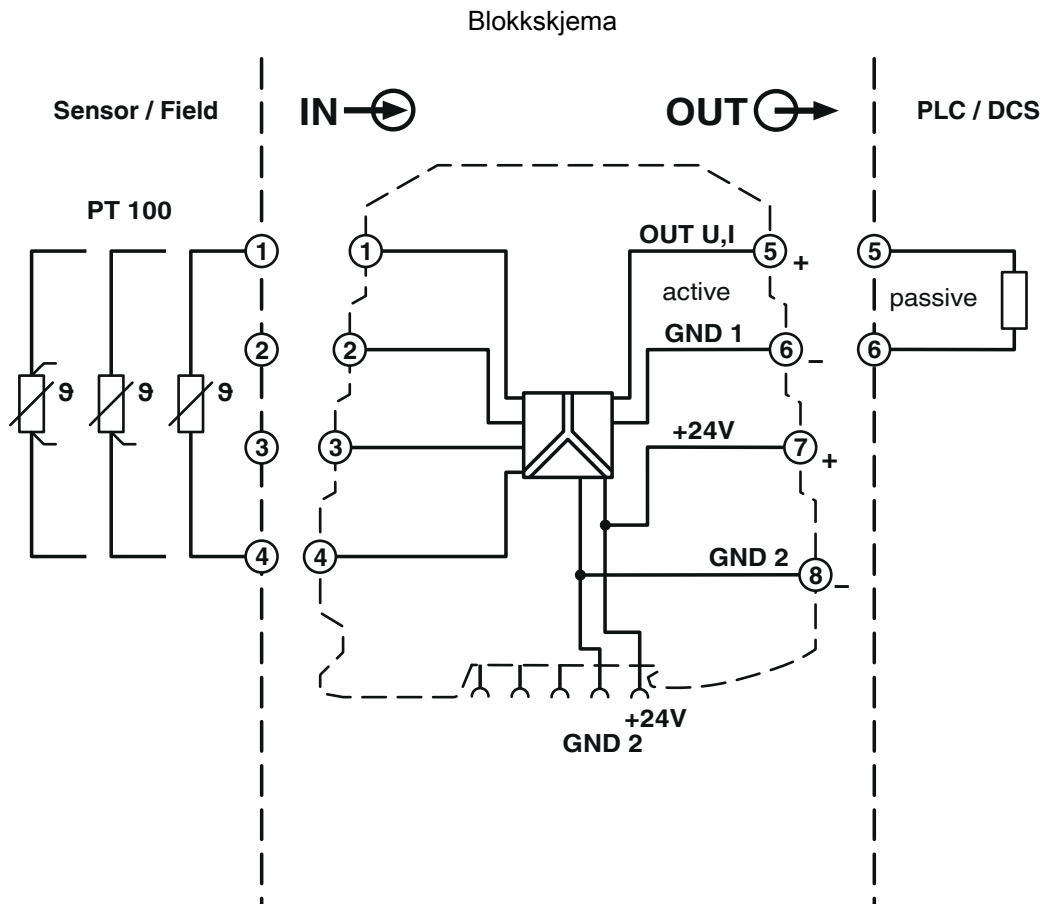 Blokkskjema
Sensor / Field
IN
OUT
PLC / DCS
PT 100
1
1
OUT U,I
5
+
5
active
passive
2
2
GND 1
6
–
6
ϑ
ϑ
ϑ
3
3
+24V
7
+
4
4
GND 2
8
–
+24V
GND 2